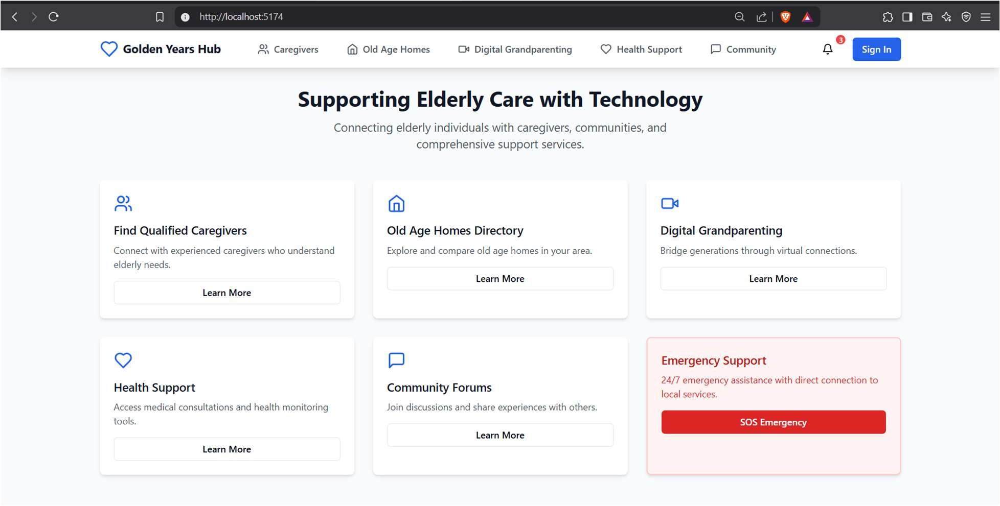 http://localhost:5174
Golden Years Hub
Caregivers
Old Age Homes
Digital Grandparenting
Health Support
Community
3
Sign In
Supporting Elderly Care with Technology
Connecting elderly individuals with caregivers, communities, and
comprehensive support services.
Find Qualified Caregivers
Connect with experienced caregivers who understand
elderly needs.
Learn More
Old Age Homes Directory
Explore and compare old age homes in your area.
Learn More
Digital Grandparenting
Bridge generations through virtual connections.
Learn More
Health Support
Access medical consultations and health monitoring
tools.
Learn More
Community Forums
Join discussions and share experiences with others.
Learn More
Emergency Support
24/7 emergency assistance with direct connection to
local services.
SOS Emergency